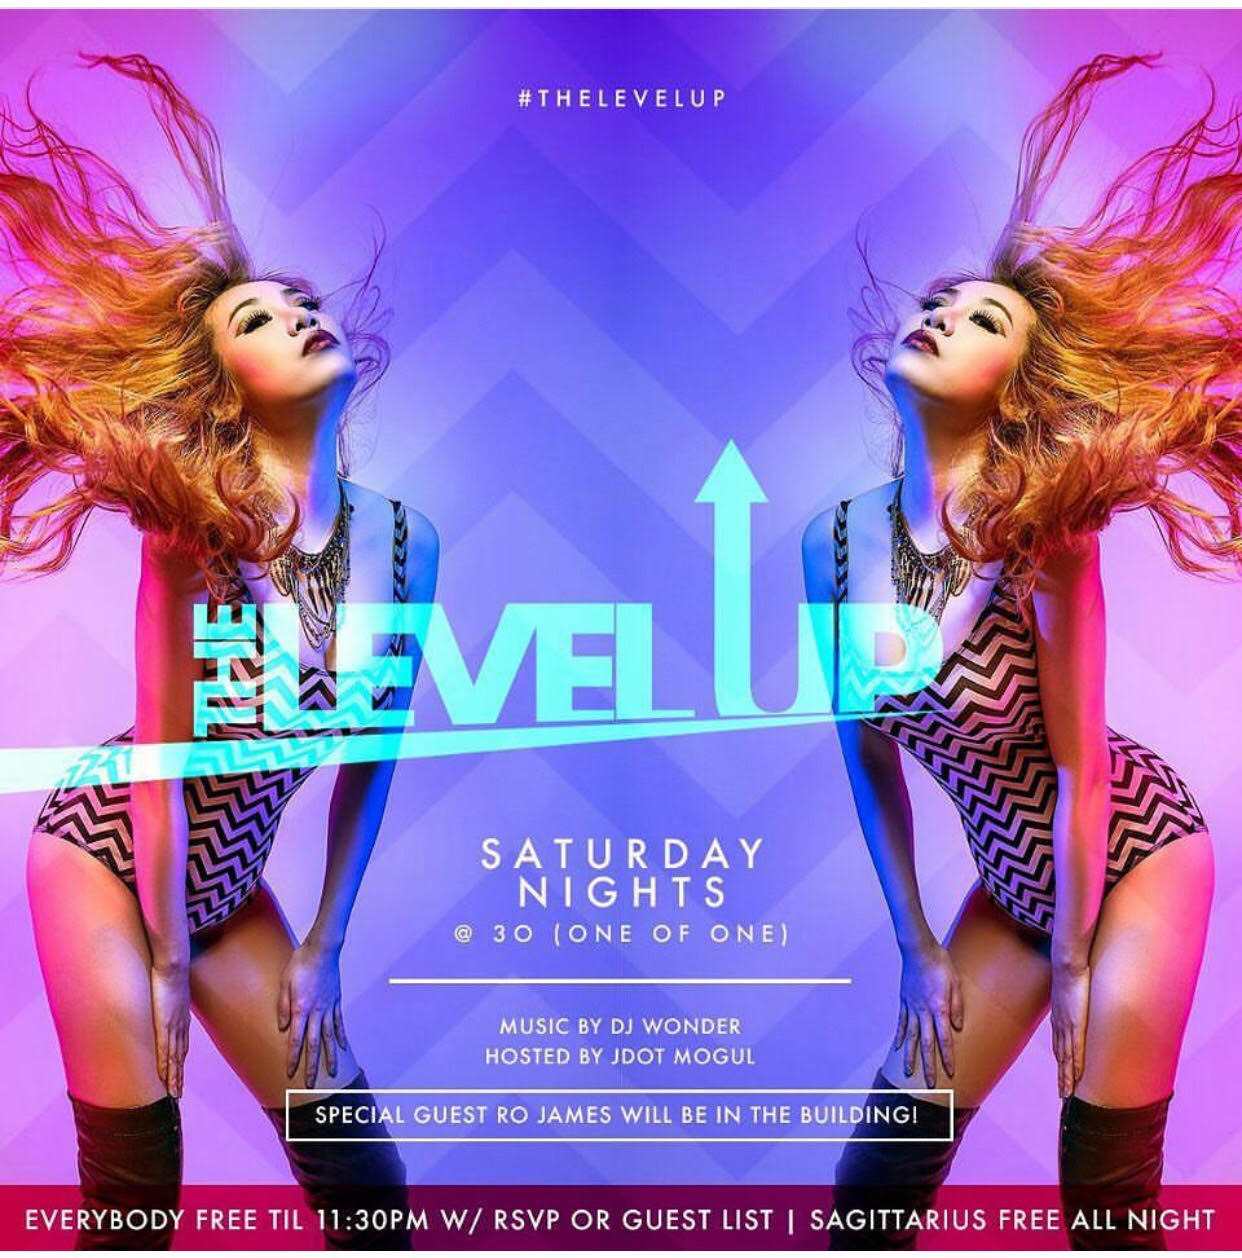 #THELEVELUP
THE LEVEL UP
SATURDAY
NIGHTS
@ 3O (ONE OF ONE)
MUSIC BY DJ WONDER
HOSTED BY JDOT MOGUL
SPECIAL GUEST RO JAMES WILL BE IN THE BUILDING!
EVERYBODY FREE TIL 11:30PM W/ RSVP OR GUEST LIST | SAGITTARIUS FREE ALL NIGHT